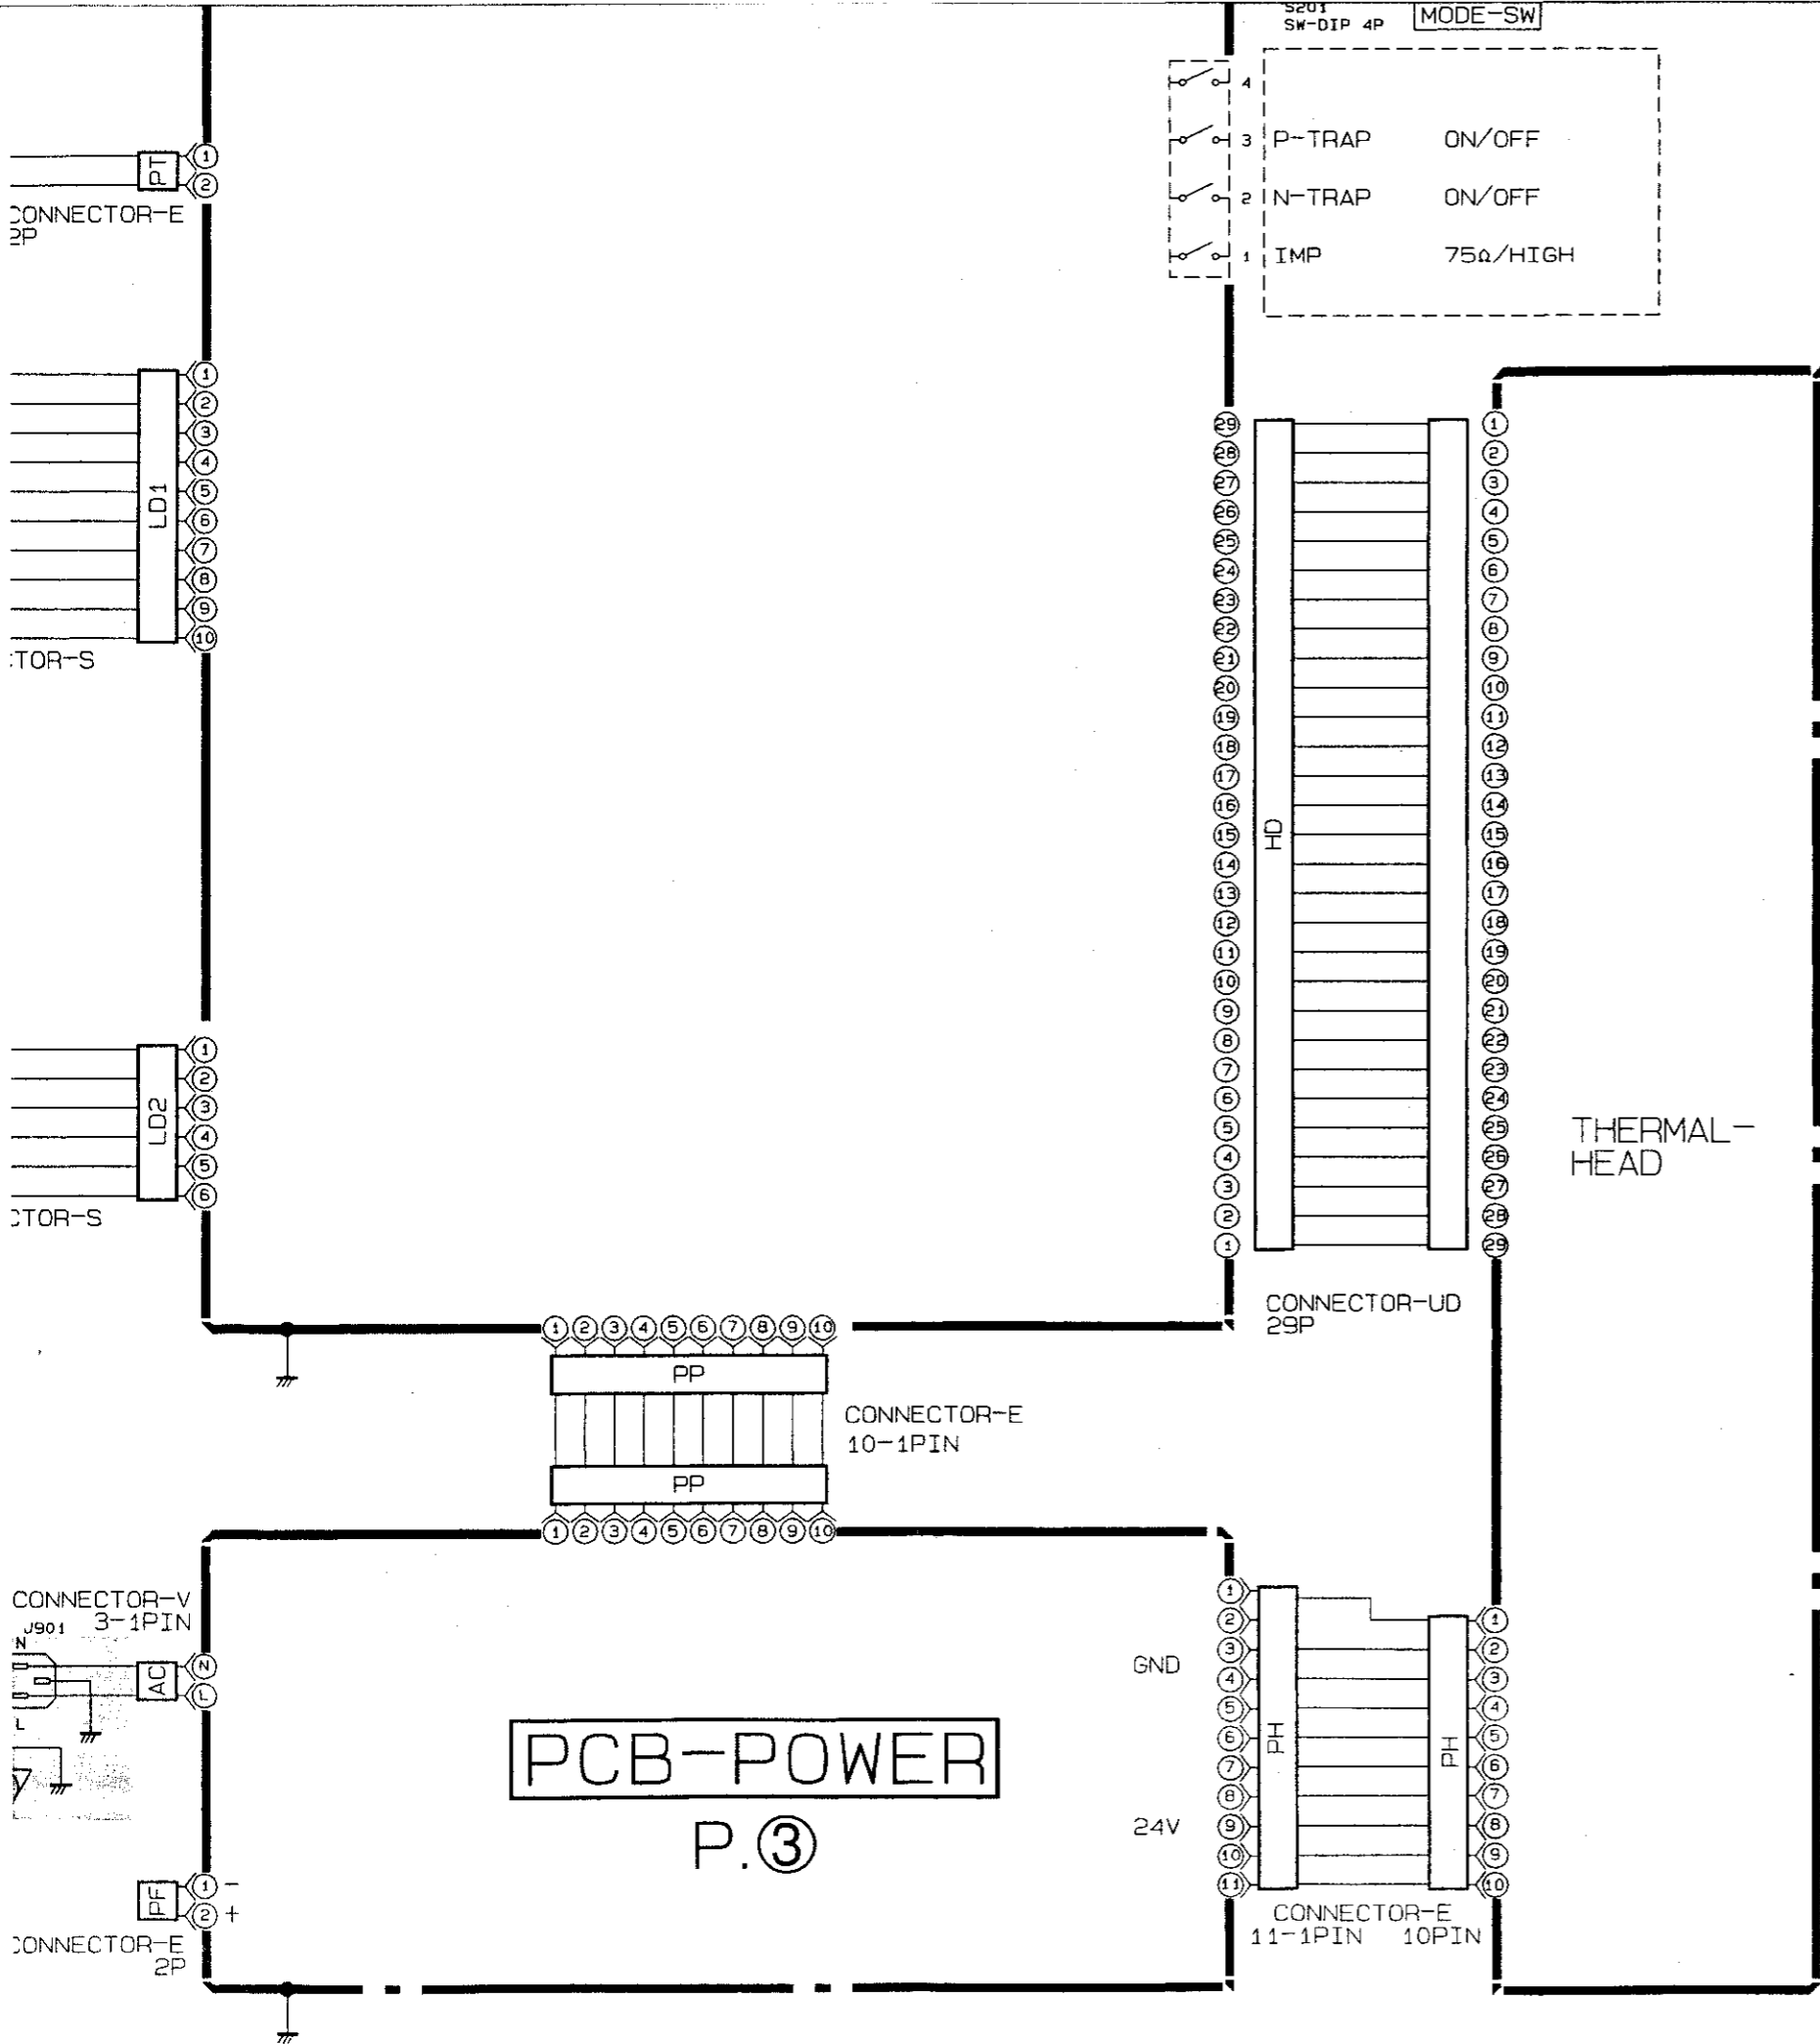 S201
SW-DIP 4P
MODE-SW
4
3 P-TRAP ON/OFF
2 N-TRAP ON/OFF
1 IMP 75Ω/HIGH
PT
1
2
CONNECTOR-E
2P
LD1
1
2
3
4
5
6
7
8
9
10
TOR-S
LD2
1
2
3
4
5
6
CTOR-S
29
28
27
26
25
24
23
22
21
20
19
18
17
16
15
14
13
12
11
10
9
8
7
6
5
4
3
2
1
HD
1
2
3
4
5
6
7
8
9
10
11
12
13
14
15
16
17
18
19
20
21
22
23
24
25
26
27
28
29
CONNECTOR-UD
29P
THERMAL-
HEAD
1 2 3 4 5 6 7 8 9 10
PP
CONNECTOR-E
10-1PIN
PP
1 2 3 4 5 6 7 8 9 10
CONNECTOR-V
3-1PIN
J901
N
L
AC
N
L
PCB-POWER
P.③
PF
1 -
2 +
CONNECTOR-E
2P
GND
24V
1
2
3
4
5
6
7
8
9
10
11
PH
PH
1
2
3
4
5
6
7
8
9
10
CONNECTOR-E
11-1PIN 10PIN